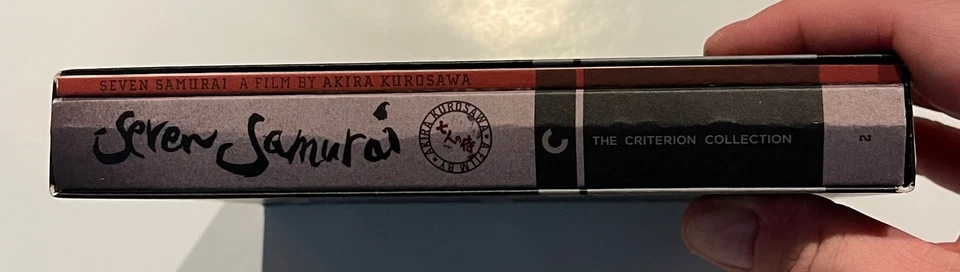 SEVEN SAMURAI A FILM BY AKIRA KUROSAWA
Seven Samurai
• AKIRA KUROSAWA • A FILM BY
七人の侍
C
THE CRITERION COLLECTION
2